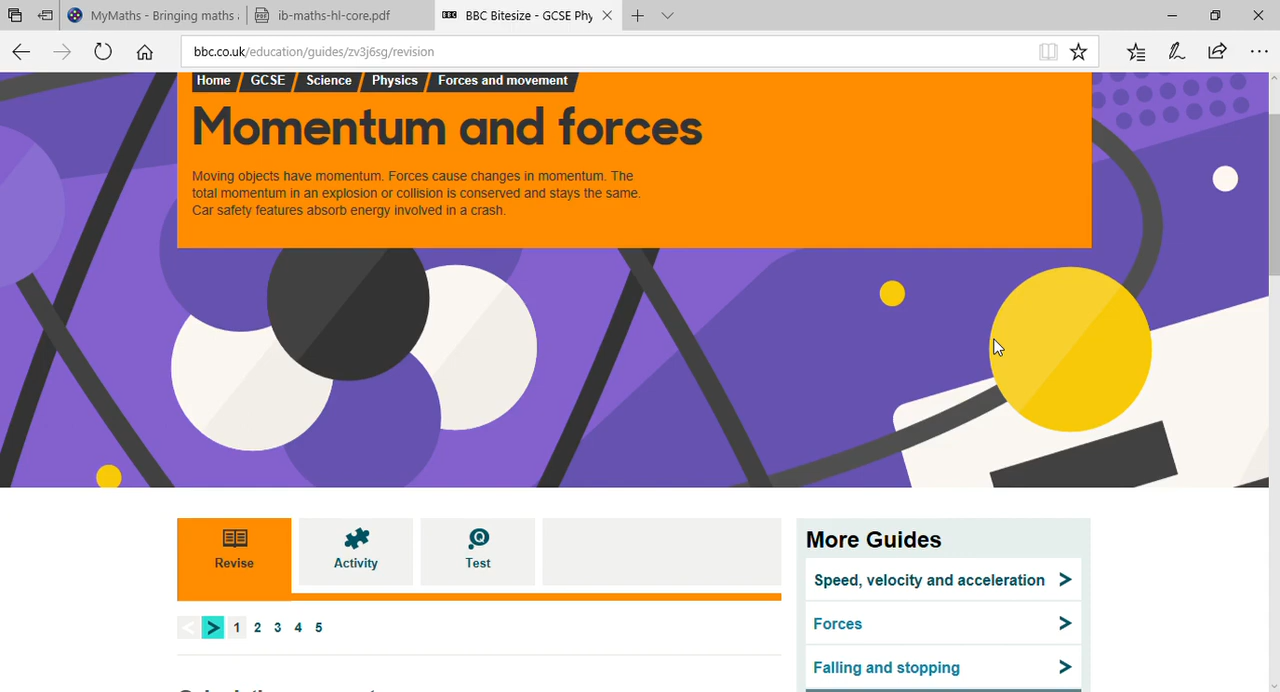 MyMaths - Bringing maths
ib-maths-hl-core.pdf
BBC Bitesize - GCSE Phy
bbc.co.uk/education/guides/zv3j6sg/revision
Home GCSE Science Physics Forces and movement
Momentum and forces
Moving objects have momentum. Forces cause changes in momentum. The
total momentum in an explosion or collision is conserved and stays the same.
Car safety features absorb energy involved in a crash.
Revise Activity Test
< > 1 2 3 4 5
More Guides
Speed, velocity and acceleration >
Forces >
Falling and stopping >